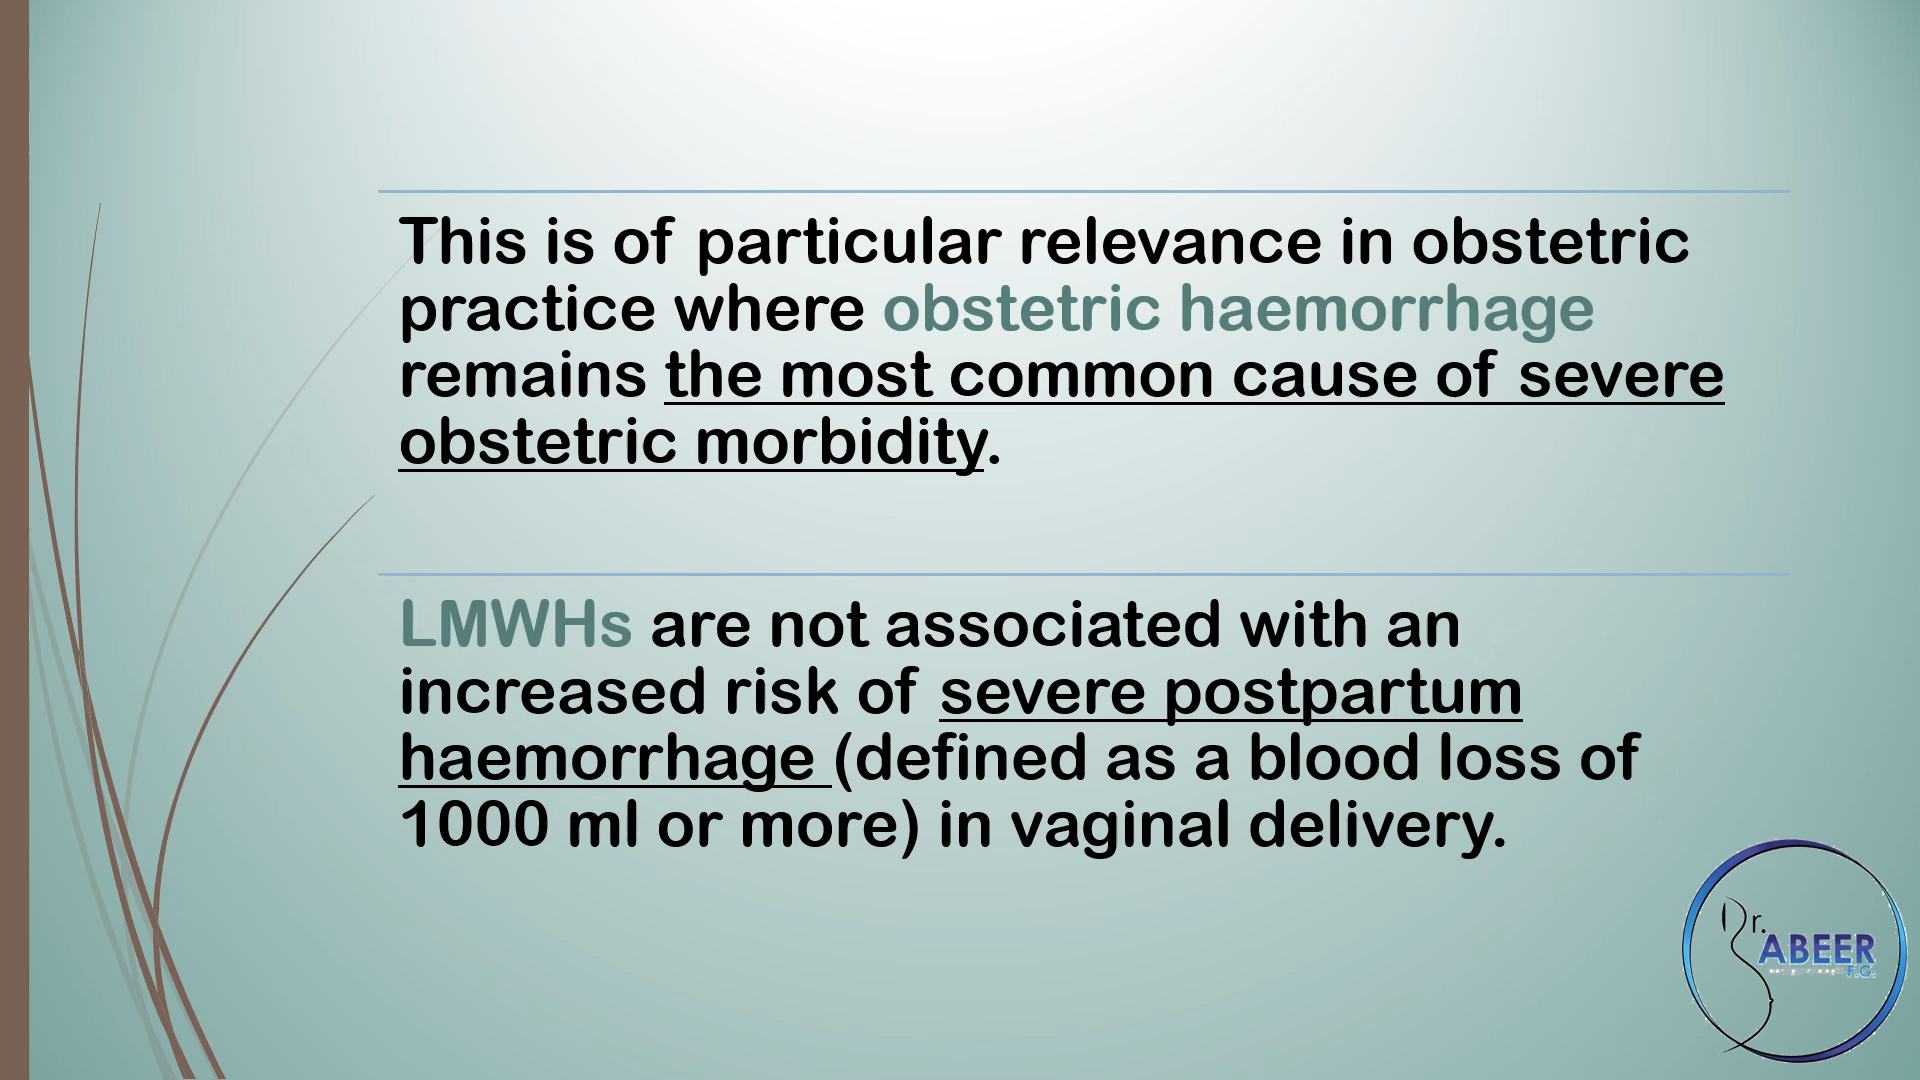 This is of particular relevance in obstetric
practice where obstetric haemorrhage
remains the most common cause of severe
obstetric morbidity.
LMWHs are not associated with an
increased risk of severe postpartum
haemorrhage (defined as a blood loss of
1000 ml or more) in vaginal delivery.
Dr.
ABEER
F.G.